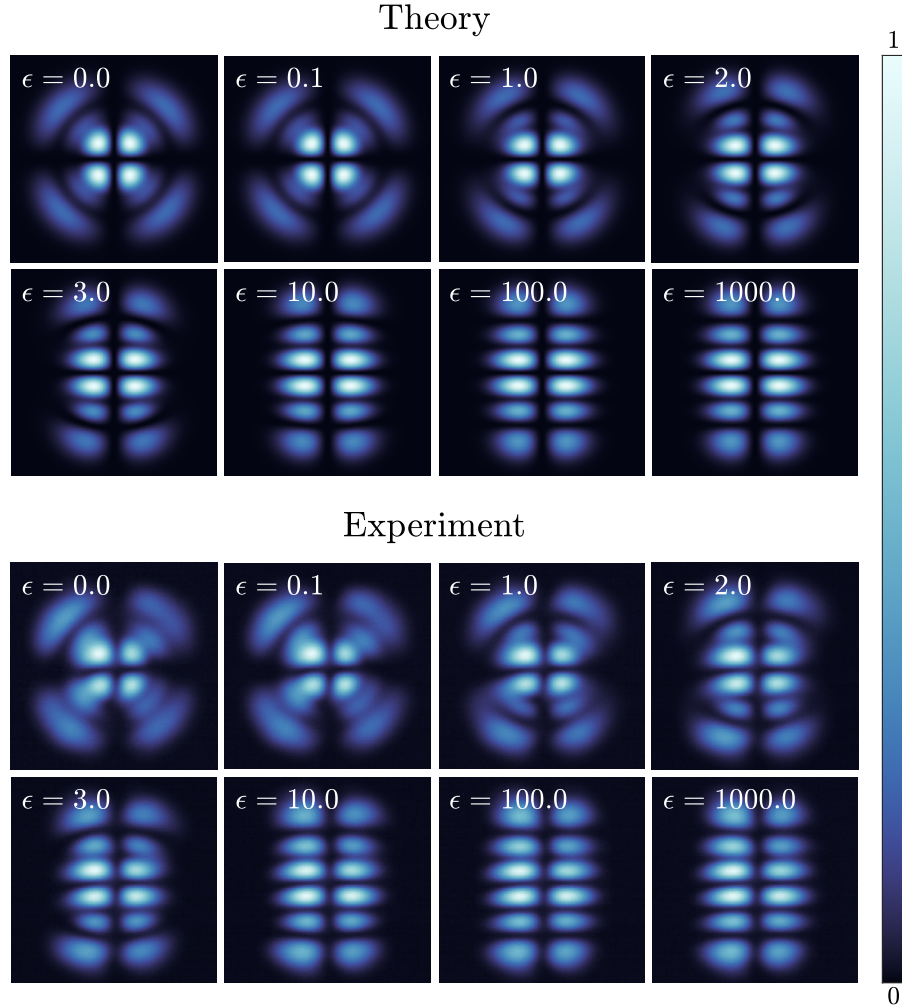 Theory
1
ϵ = 0.0 ϵ = 0.1 ϵ = 1.0 ϵ = 2.0
ϵ = 3.0 ϵ = 10.0 ϵ = 100.0 ϵ = 1000.0
Experiment
ϵ = 0.0 ϵ = 0.1 ϵ = 1.0 ϵ = 2.0
ϵ = 3.0 ϵ = 10.0 ϵ = 100.0 ϵ = 1000.0
0